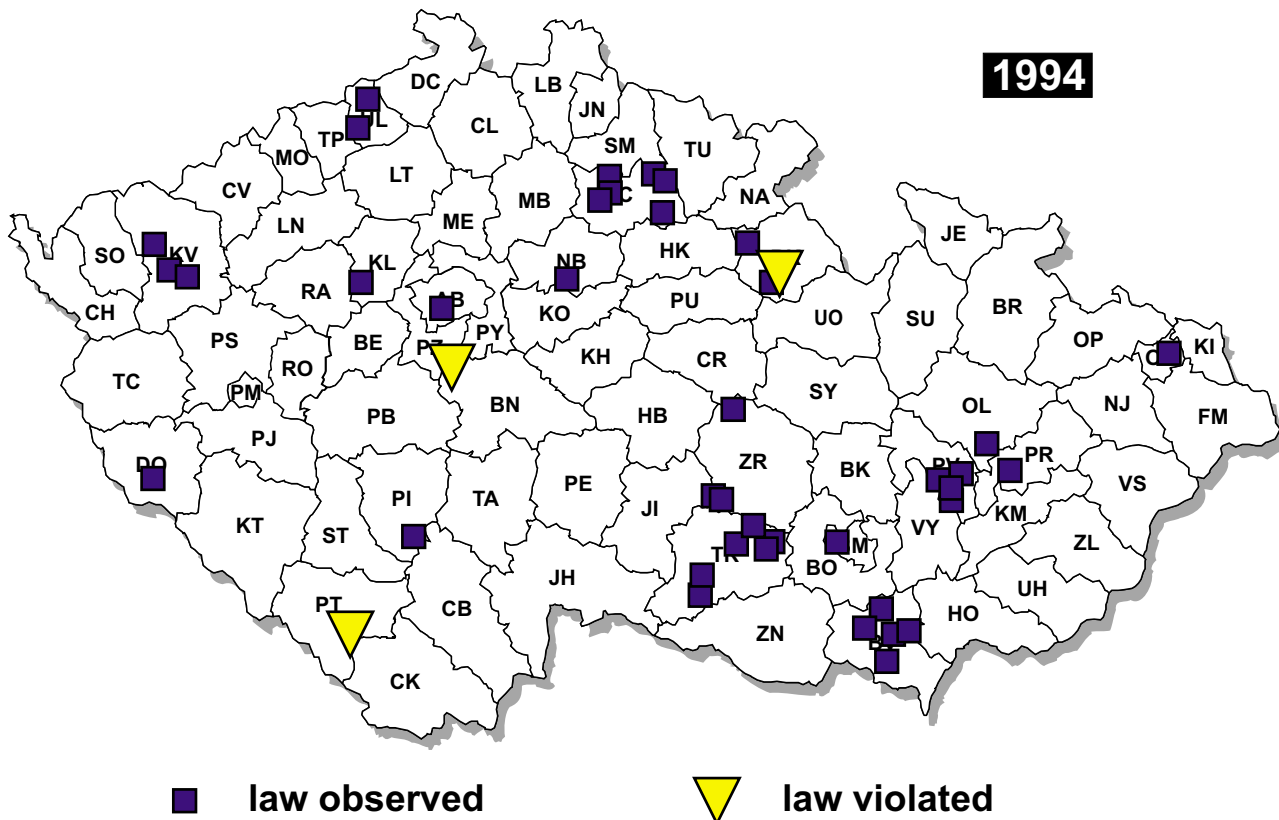 1994
DC
LB
JN
CL
TP
MO
SM
TU
LT
CV
MB
NA
ME
LN
SO
KV
JE
HK
KL
NB
RA
AB
BR
CH
KO
PU
UO
SU
PY
OP
KI
PS
BE
KH
CR
TC
RO
PM
SY
BN
OL
NJ
FM
PB
HB
PJ
PR
ZR
VS
PE
BK
PI
TA
JI
KM
KT
ST
VY
ZL
BO
JH
UH
PT
CB
HO
ZN
CK
law observed
law violated